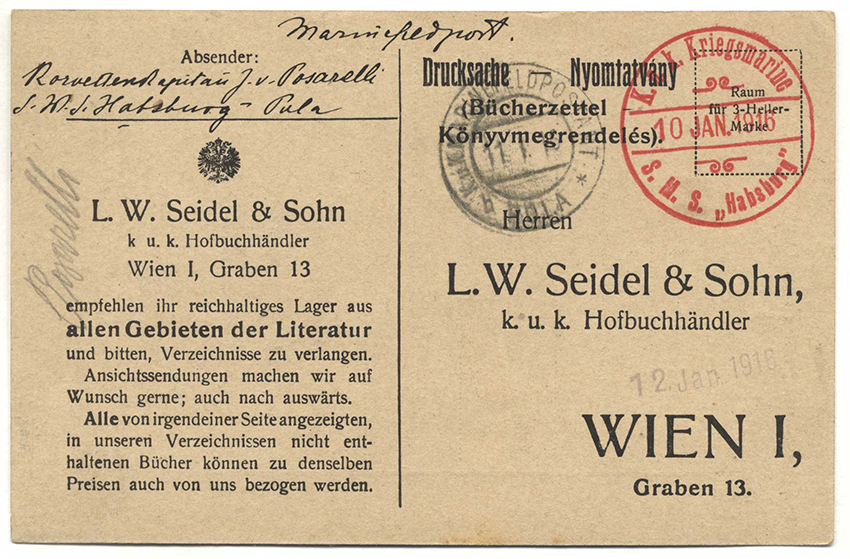 Marinefeldpost.
Absender:
Korvettenkapitän J. v. Posarelli
S. M. S. Habsburg - Pola
L. W. Seidel & Sohn
k u. k. Hofbuchhändler
Wien I, Graben 13
empfehlen ihr reichhaltiges Lager aus
allen Gebieten der Literatur
und bitten, Verzeichnisse zu verlangen.
Ansichtssendungen machen wir auf
Wunsch gerne; auch nach auswärts.
Alle von irgendeiner Seite angezeigten,
in unseren Verzeichnissen nicht ent-
haltenen Bücher können zu denselben
Preisen auch von uns bezogen werden.
Posarelli
Drucksache — Nyomtatvány
(Bücherzettel
Könyvmegrendelés).
K. u. k. Kriegsmarine
10 JAN. 1916
S. M. S. „Habsburg"
Raum
für 3-Heller-
Marke
POLA
Herren
L. W. Seidel & Sohn,
k. u. k. Hofbuchhändler
12. Jan 1916
WIEN I,
Graben 13.